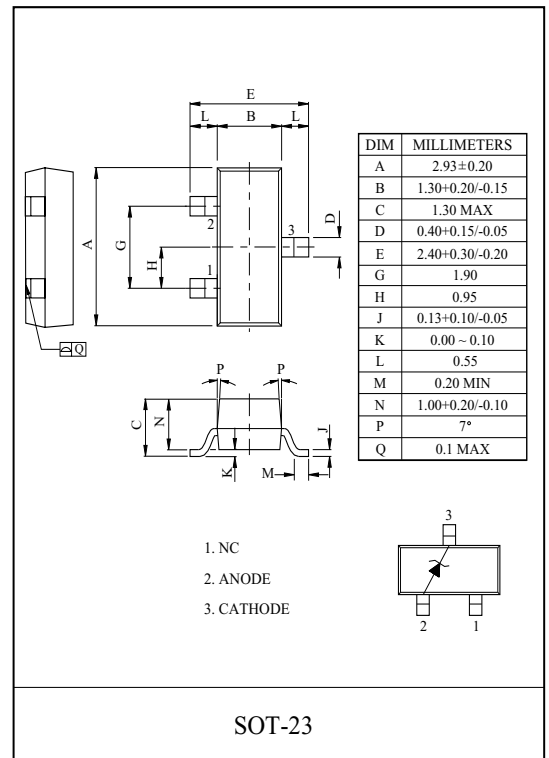 E
L B L
A
G
H
D
2
3
1
D Q
DIM MILLIMETERS
A 2.93±0.20
B 1.30+0.20/-0.15
C 1.30 MAX
D 0.40+0.15/-0.05
E 2.40+0.30/-0.20
G 1.90
H 0.95
J 0.13+0.10/-0.05
K 0.00 ~ 0.10
L 0.55
M 0.20 MIN
N 1.00+0.20/-0.10
P 7°
Q 0.1 MAX
P P
C
N
K
M
J
1. NC
2. ANODE
3. CATHODE
3
2 1
SOT-23